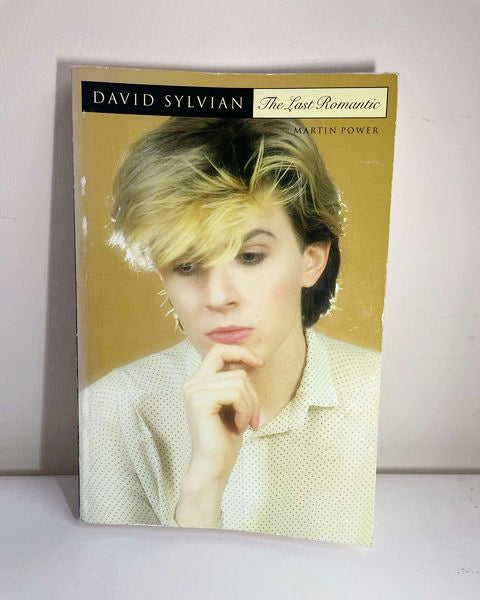 DAVID SYLVIAN The Last Romantic
MARTIN POWER